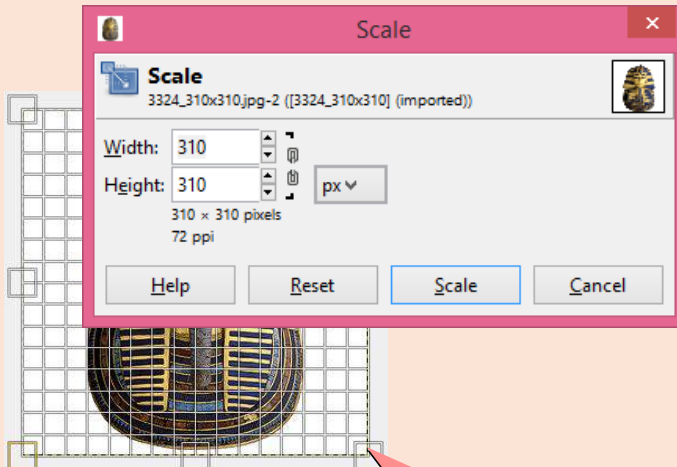 Scale
Scale
3324_310x310.jpg-2 ([3324_310x310] (imported))
Width: 310
Height: 310 px
310 × 310 pixels
72 ppi
Help Reset Scale Cancel